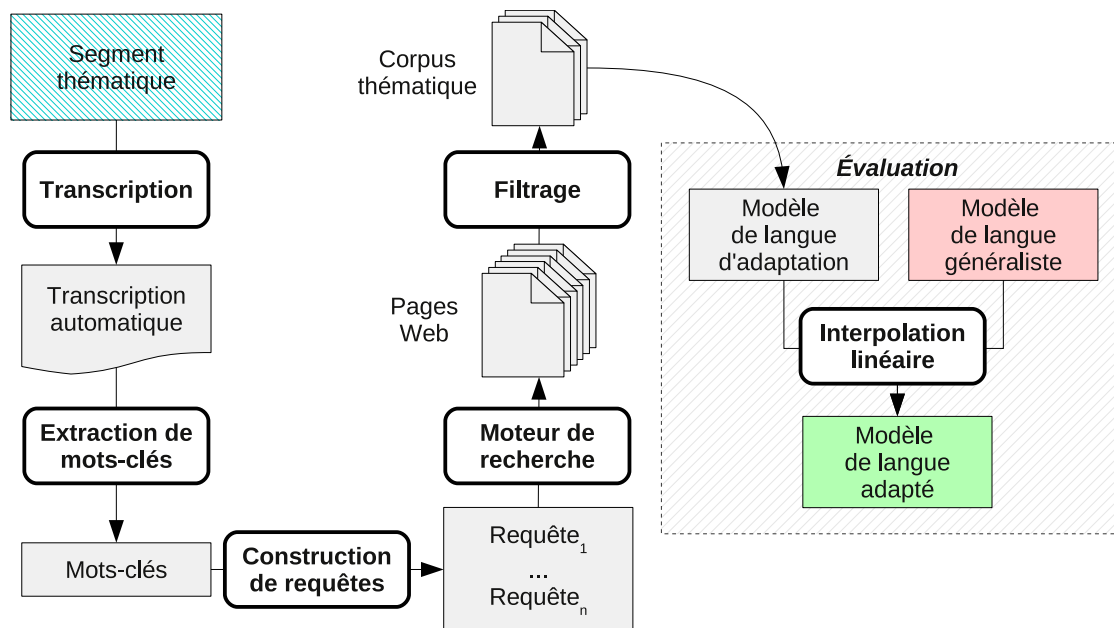 Segment
thématique
Transcription
Transcription
automatique
Extraction de
mots-clés
Mots-clés
Construction
de requêtes
Requête1
...
Requêten
Moteur de
recherche
Pages
Web
Filtrage
Corpus
thématique
Évaluation
Modèle
de langue
d'adaptation
Modèle
de langue
généraliste
Interpolation
linéaire
Modèle
de langue
adapté